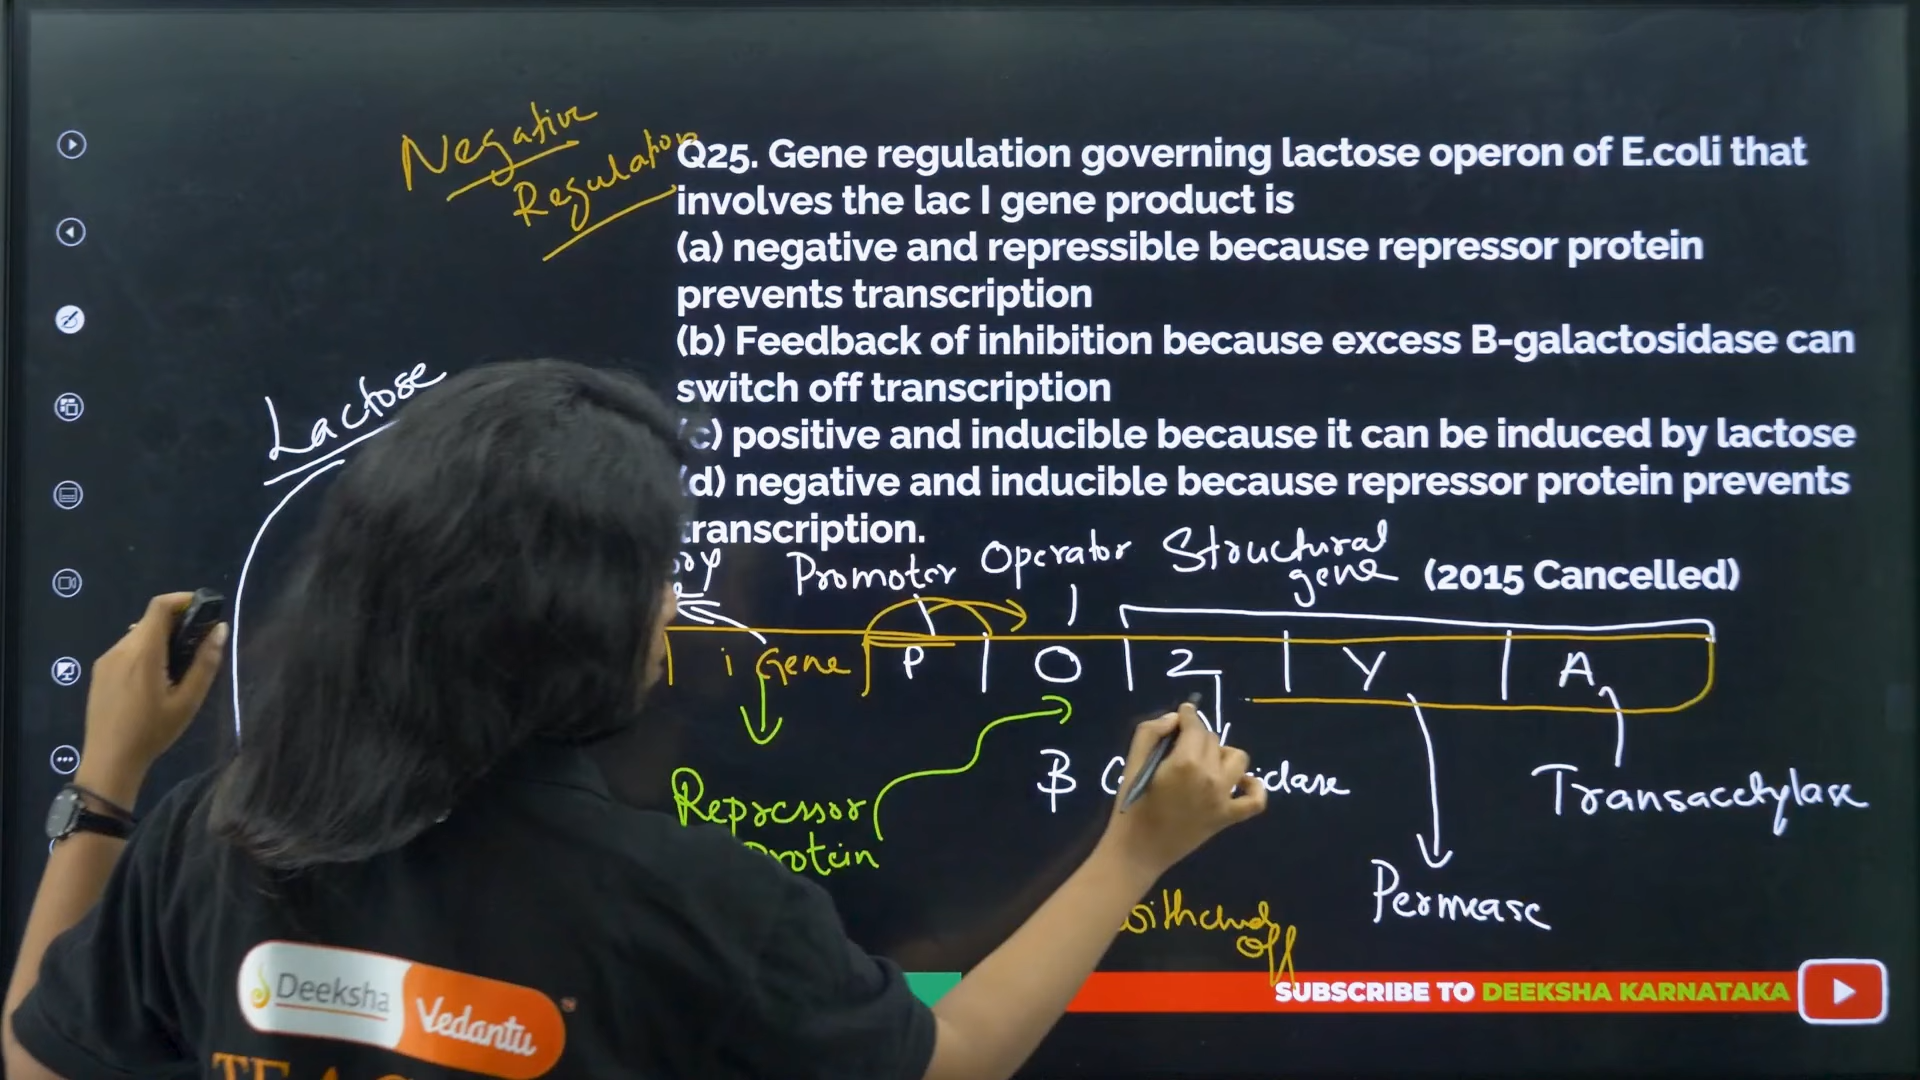 Negative
Regulation
Q25. Gene regulation governing lactose operon of E.coli that
involves the lac I gene product is
(a) negative and repressible because repressor protein
prevents transcription
(b) Feedback of inhibition because excess B-galactosidase can
switch off transcription
(c) positive and inducible because it can be induced by lactose
(d) negative and inducible because repressor protein prevents
transcription.
(2015 Cancelled)
Lactose
Promoter Operator Structural
gene
i Gene P O Z Y A
Repressor
Protein
Transacetylase
Permease
off
SUBSCRIBE TO DEEKSHA KARNATAKA
Deeksha Vedantu